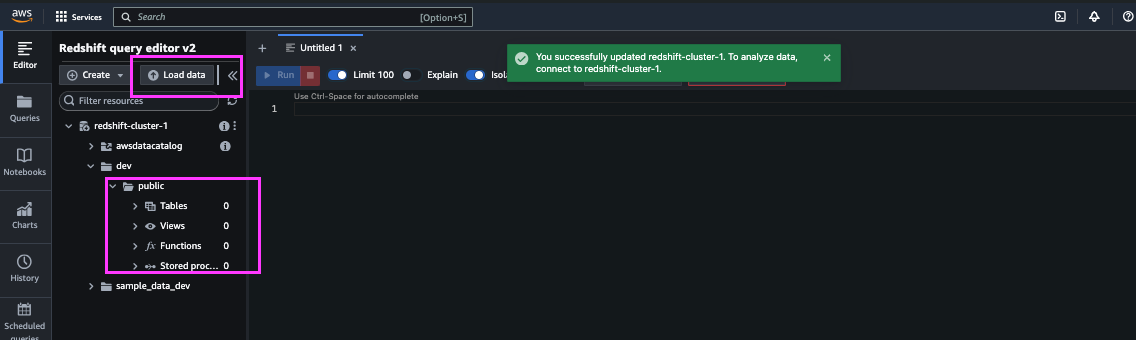 aws
Services
Search
[Option+S]
Editor
Queries
Notebooks
Charts
History
Scheduled
queries
Redshift query editor v2
Create
Load data
Filter resources
redshift-cluster-1
awsdatacatalog
dev
public
Tables 0
Views 0
fx Functions 0
Stored proc... 0
sample_data_dev
Untitled 1
Run
Limit 100
Explain
Isol
You successfully updated redshift-cluster-1. To analyze data,
connect to redshift-cluster-1.
Use Ctrl-Space for autocomplete
1